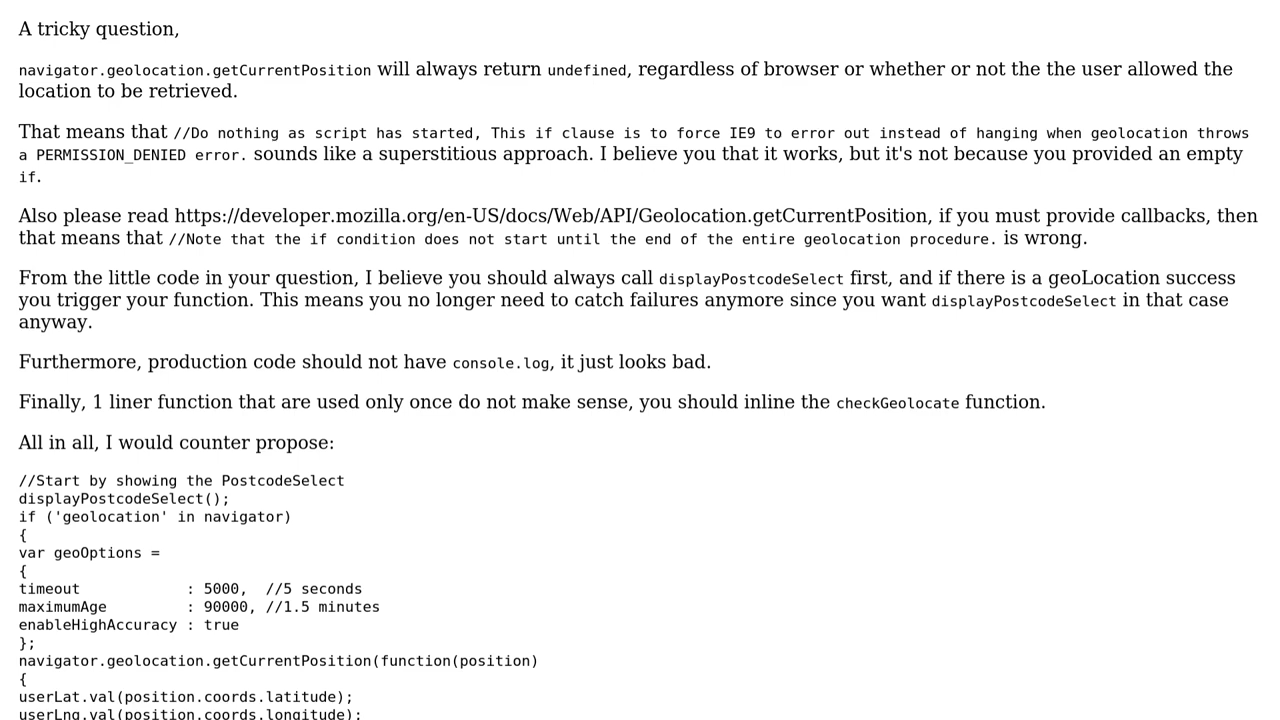 A tricky question,
navigator.geolocation.getCurrentPosition will always return undefined, regardless of browser or whether or not the the user allowed the
location to be retrieved.
That means that //Do nothing as script has started, This if clause is to force IE9 to error out instead of hanging when geolocation throws
a PERMISSION_DENIED error. sounds like a superstitious approach. I believe you that it works, but it's not because you provided an empty
if.
Also please read https://developer.mozilla.org/en-US/docs/Web/API/Geolocation.getCurrentPosition, if you must provide callbacks, then
that means that //Note that the if condition does not start until the end of the entire geolocation procedure. is wrong.
From the little code in your question, I believe you should always call displayPostcodeSelect first, and if there is a geoLocation success
you trigger your function. This means you no longer need to catch failures anymore since you want displayPostcodeSelect in that case
anyway.
Furthermore, production code should not have console.log, it just looks bad.
Finally, 1 liner function that are used only once do not make sense, you should inline the checkGeolocate function.
All in all, I would counter propose:
//Start by showing the PostcodeSelect
displayPostcodeSelect();
if ('geolocation' in navigator)
{
var geoOptions =
{
timeout            : 5000,  //5 seconds
maximumAge         : 90000, //1.5 minutes
enableHighAccuracy : true
};
navigator.geolocation.getCurrentPosition(function(position)
{
userLat.val(position.coords.latitude);
userLng.val(position.coords.longitude);